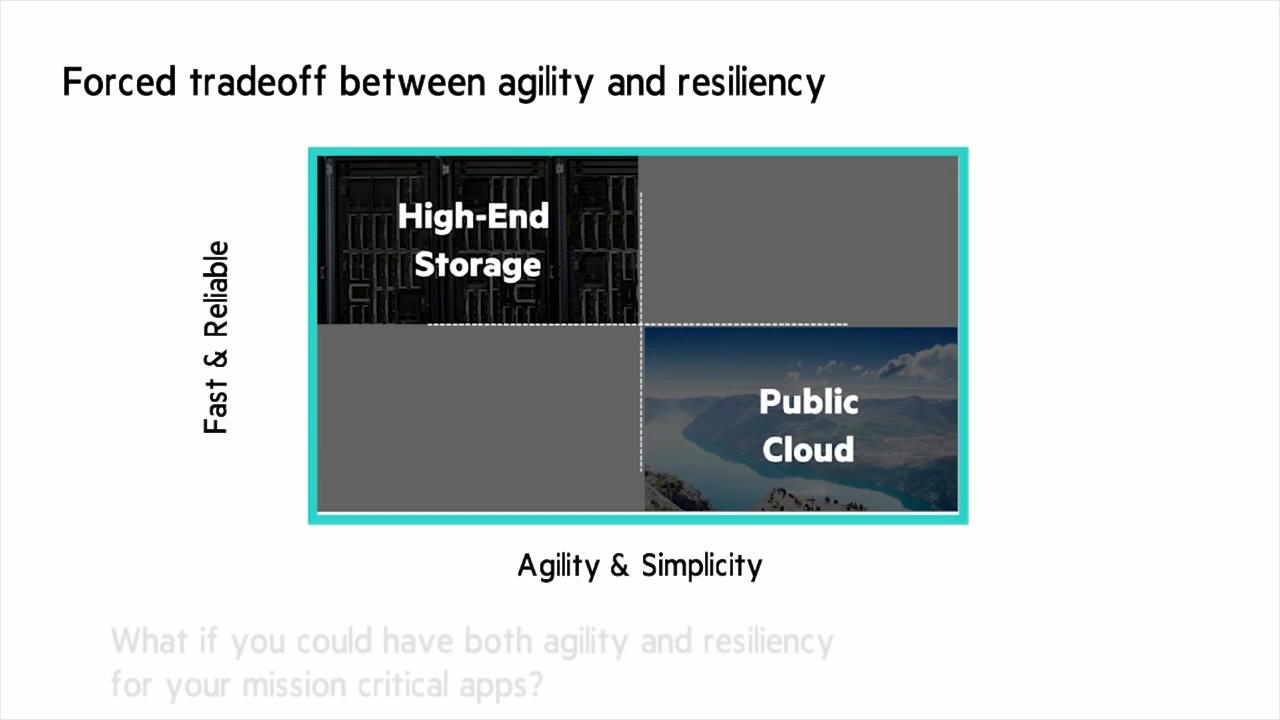 Forced tradeoff between agility and resiliency
High-End
Storage
Fast & Reliable
Public
Cloud
Agility & Simplicity
What if you could have both agility and resiliency
for your mission critical apps?